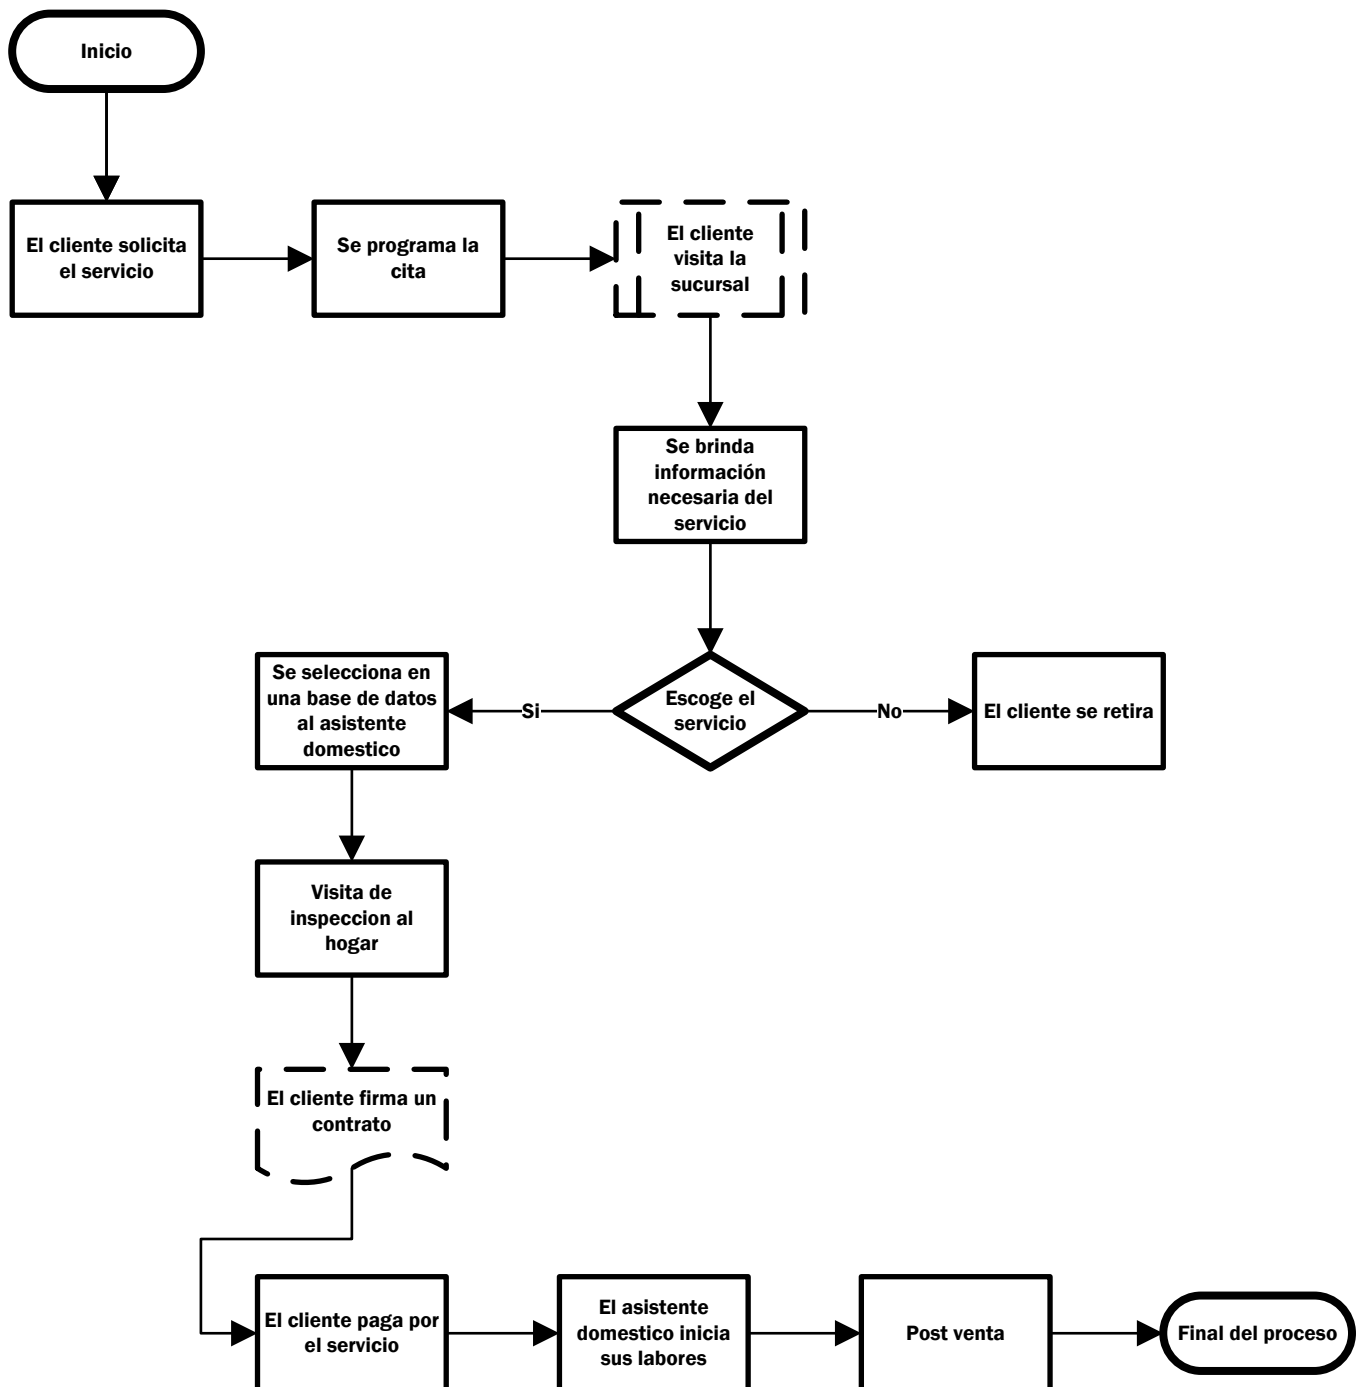 Inicio
El cliente solicita
el servicio
Se programa la
cita
El cliente
visita la
sucursal
Se brinda
información
necesaria del
servicio
Se selecciona en
una base de datos
al asistente
domestico
Si
Escoge el
servicio
No
El cliente se retira
Visita de
inspeccion al
hogar
El cliente firma un
contrato
El cliente paga por
el servicio
El asistente
domestico inicia
sus labores
Post venta
Final del proceso